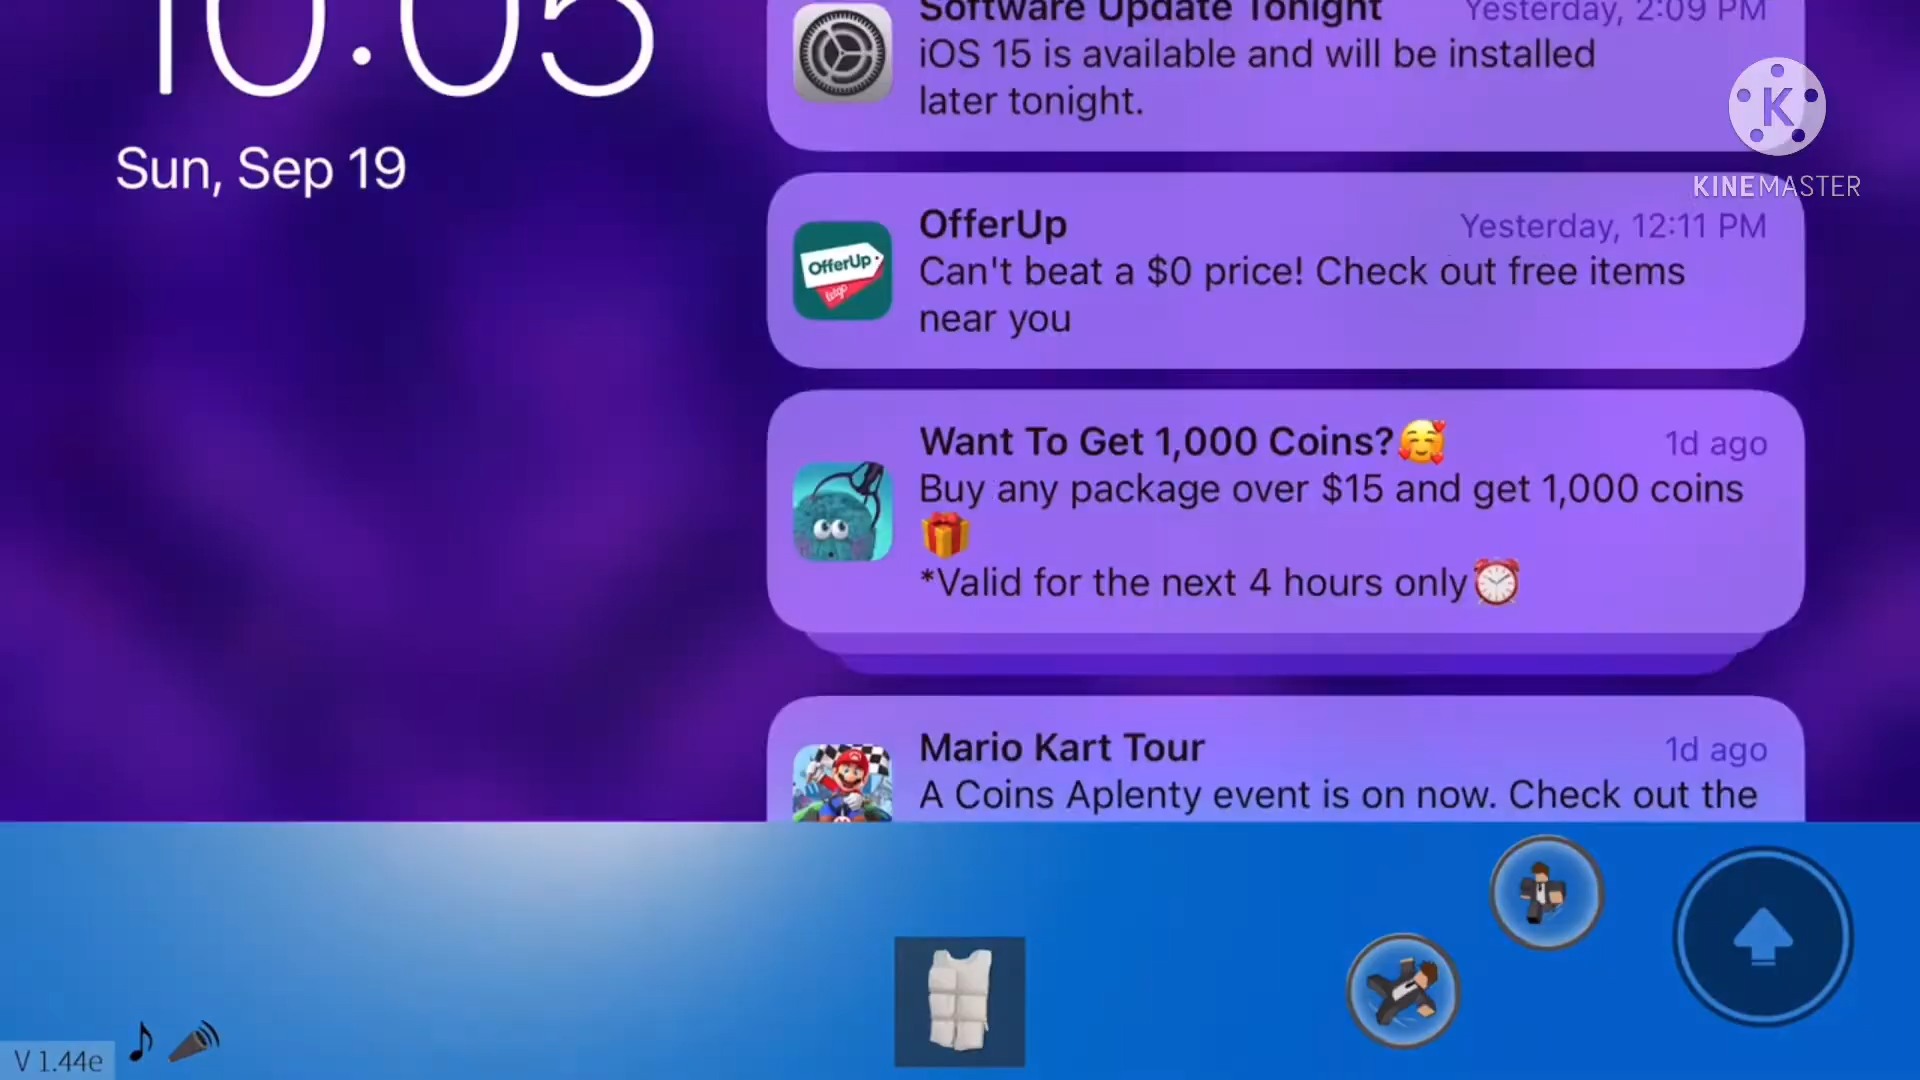 10:05
Sun, Sep 19
Software Update Tonight
Yesterday, 2:09 PM
iOS 15 is available and will be installed
later tonight.
K
KINEMASTER
OfferUp
Yesterday, 12:11 PM
OfferUp
letgo
Can't beat a $0 price! Check out free items
near you
Want To Get 1,000 Coins?🥰
1d ago
Buy any package over $15 and get 1,000 coins
🎁
*Valid for the next 4 hours only⏰
Mario Kart Tour
1d ago
A Coins Aplenty event is on now. Check out the
V 1.44e